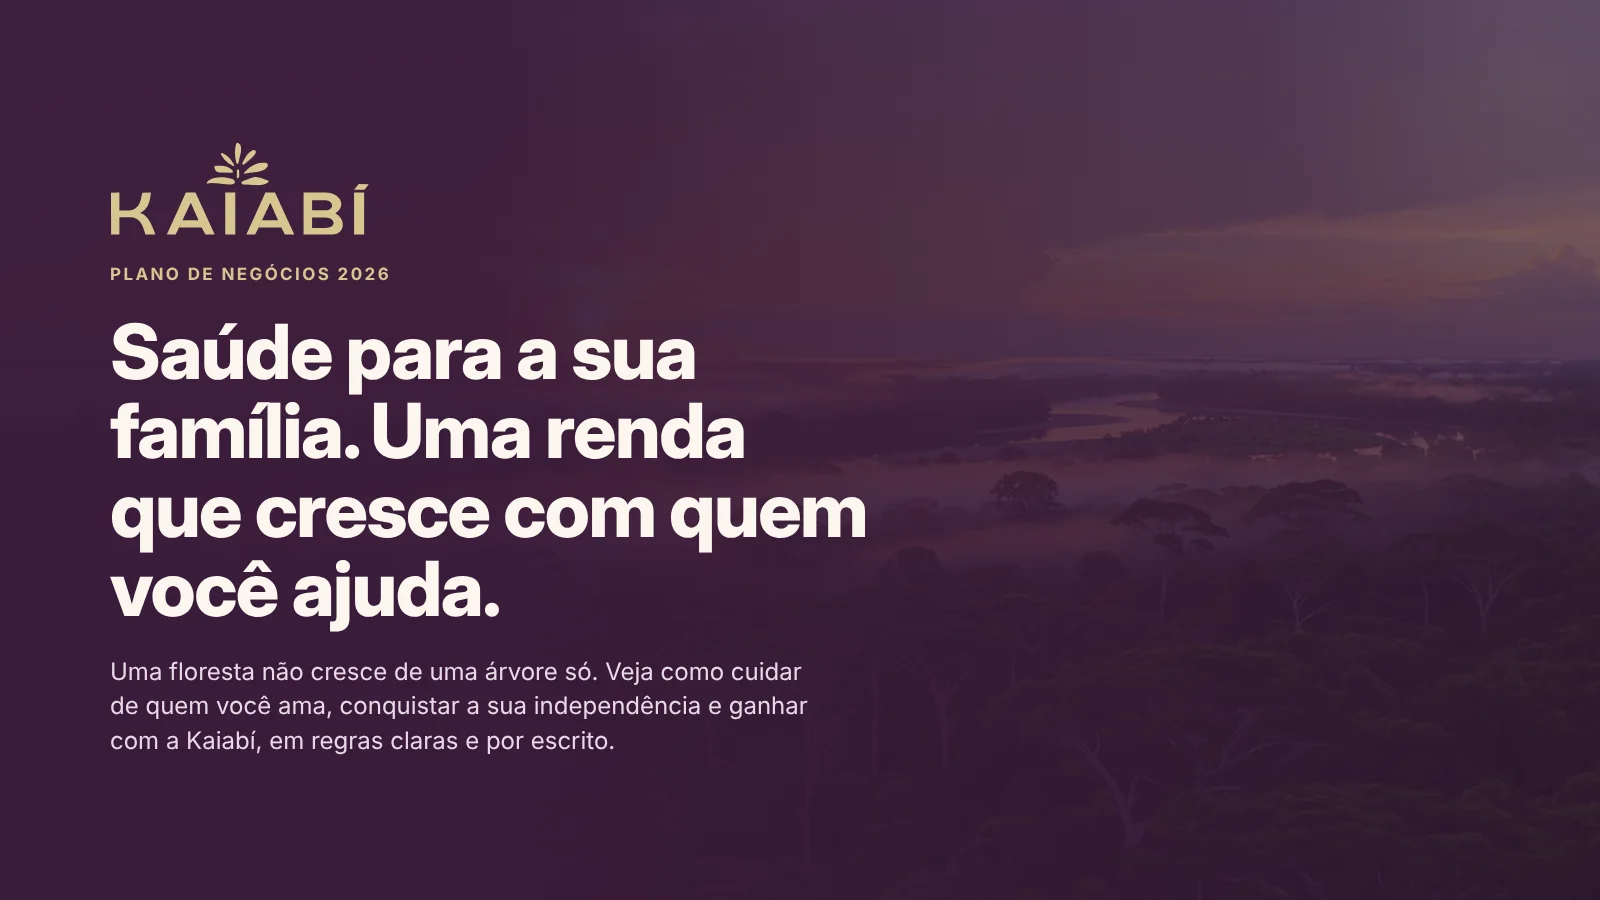 KAIABÍ
PLANO DE NEGÓCIOS 2026
Saúde para a sua
família. Uma renda
que cresce com quem
você ajuda.
Uma floresta não cresce de uma árvore só. Veja como cuidar
de quem você ama, conquistar a sua independência e ganhar
com a Kaiabí, em regras claras e por escrito.